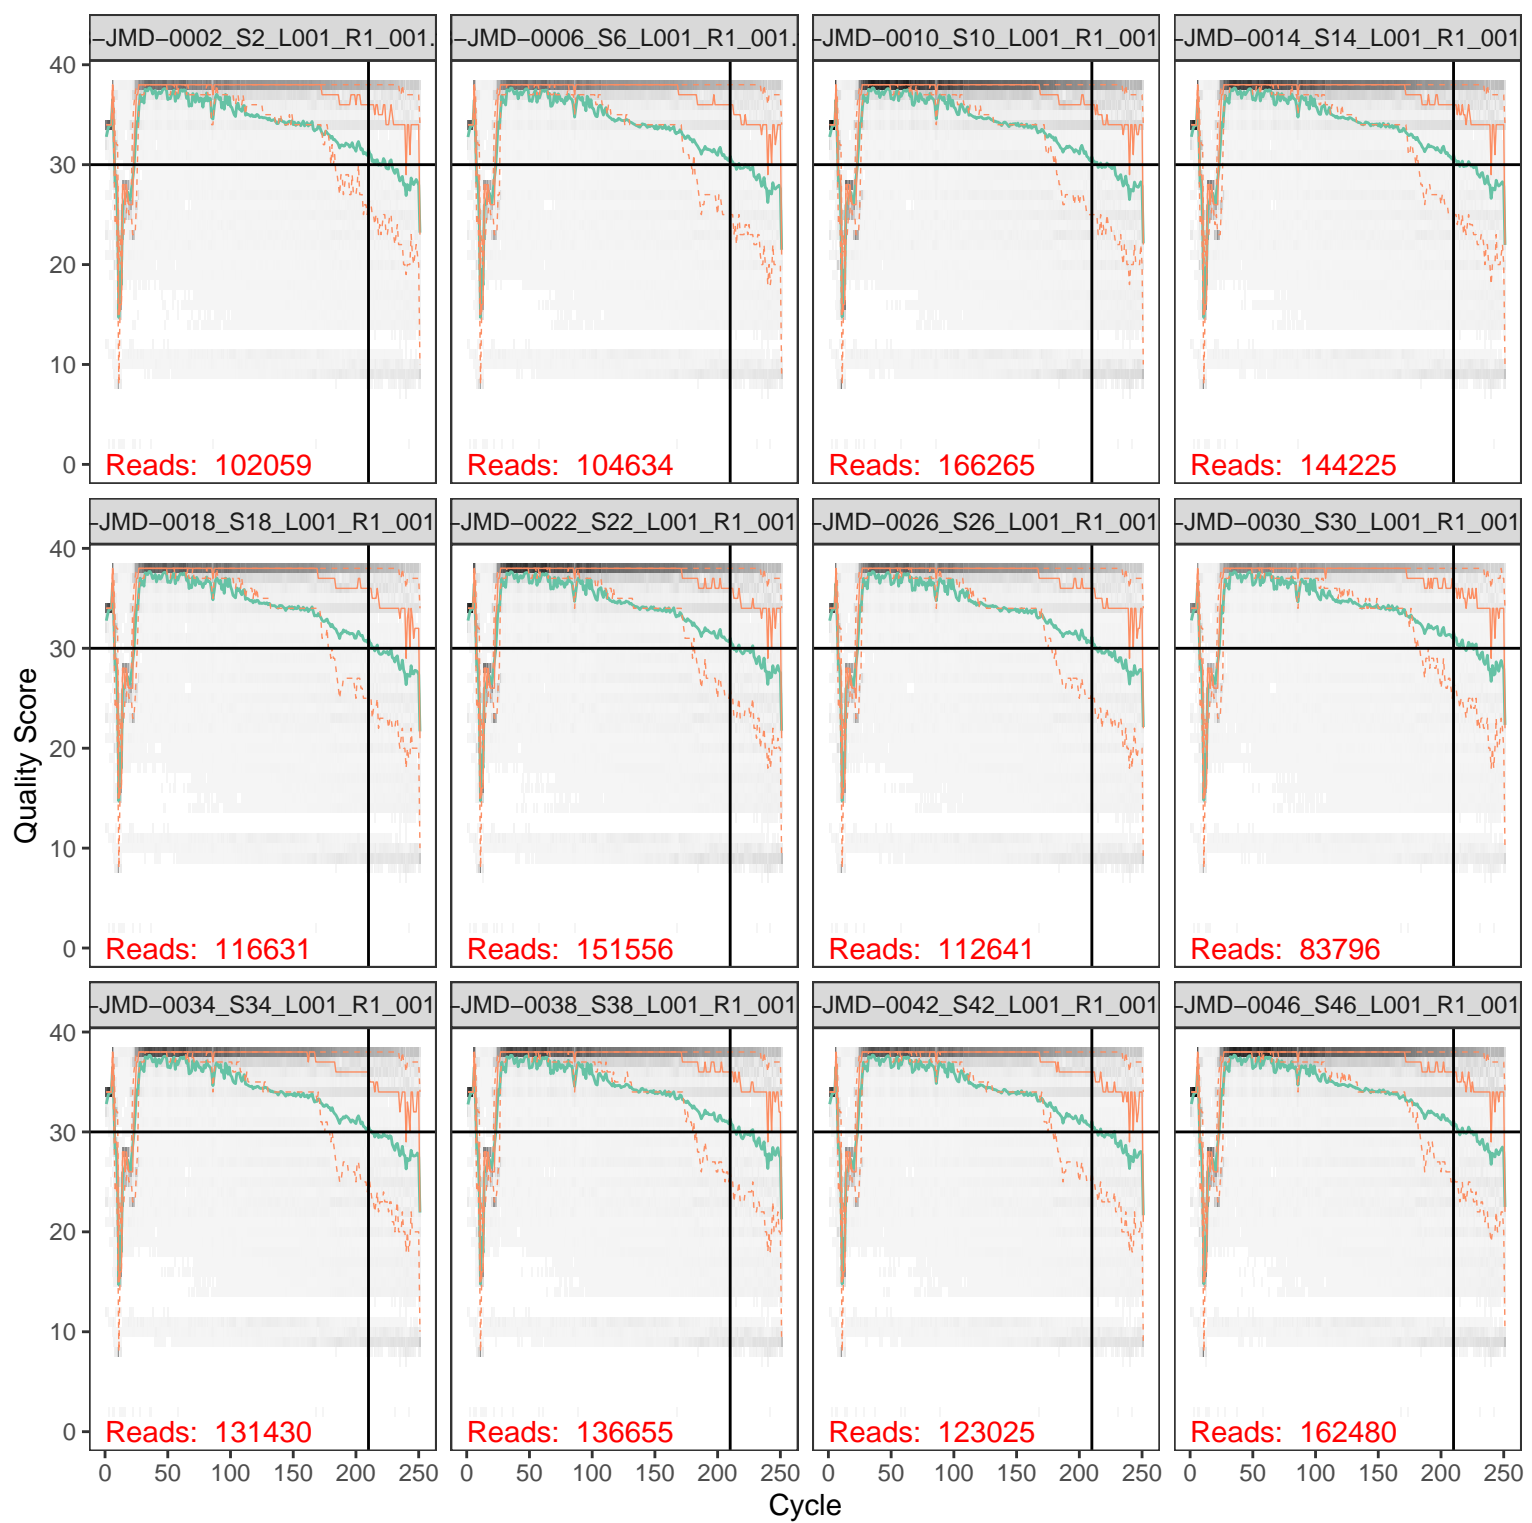 -JMD-0002_S2_L001_R1_001.
-JMD-0006_S6_L001_R1_001.
-JMD-0010_S10_L001_R1_001
-JMD-0014_S14_L001_R1_001
40
30
20
10
0
Reads: 102059
Reads: 104634
Reads: 166265
Reads: 144225
-JMD-0018_S18_L001_R1_001
-JMD-0022_S22_L001_R1_001
-JMD-0026_S26_L001_R1_001
-JMD-0030_S30_L001_R1_001
40
30
20
10
0
Quality Score
Reads: 116631
Reads: 151556
Reads: 112641
Reads: 83796
-JMD-0034_S34_L001_R1_001
-JMD-0038_S38_L001_R1_001
-JMD-0042_S42_L001_R1_001
-JMD-0046_S46_L001_R1_001
40
30
20
10
0
Reads: 131430
Reads: 136655
Reads: 123025
Reads: 162480
0 50 100 150 200 250
0 50 100 150 200 250
0 50 100 150 200 250
0 50 100 150 200 250
Cycle